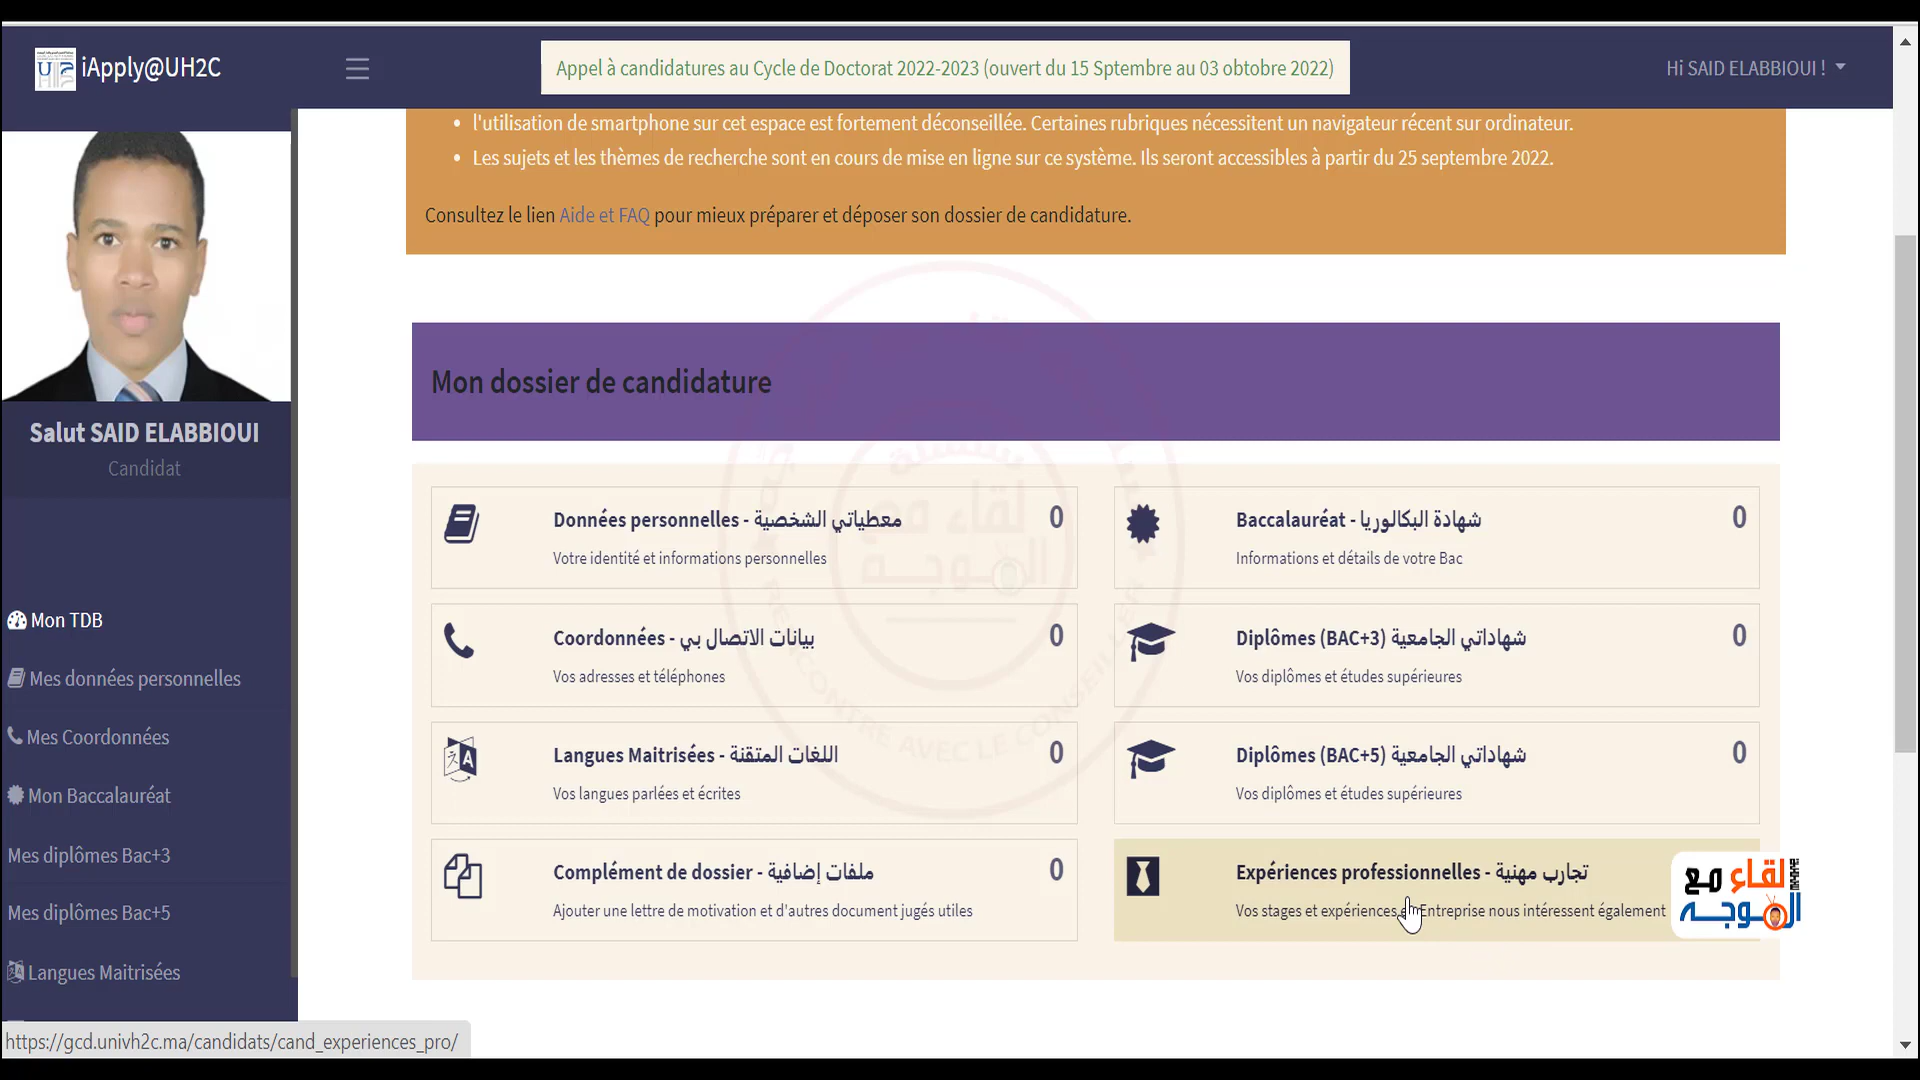 iApply@UH2C
Appel à candidatures au Cycle de Doctorat 2022-2023 (ouvert du 15 Sptembre au 03 obtobre 2022)
Hi SAID ELABBIOUI !
l'utilisation de smartphone sur cet espace est fortement déconseillée. Certaines rubriques nécessitent un navigateur récent sur ordinateur.
Les sujets et les thèmes de recherche sont en cours de mise en ligne sur ce système. Ils seront accessibles à partir du 25 septembre 2022.
Consultez le lien Aide et FAQ pour mieux préparer et déposer son dossier de candidature.
Salut SAID ELABBIOUI
Candidat
Mon TDB
Mes données personnelles
Mes Coordonnées
Mon Baccalauréat
Mes diplômes Bac+3
Mes diplômes Bac+5
Langues Maitrisées
Mon dossier de candidature
Données personnelles - معطياتي الشخصية 0
Votre identité et informations personnelles
Baccalauréat - شهادة البكالوريا 0
Informations et détails de votre Bac
Coordonnées - بيانات الاتصال بي 0
Vos adresses et téléphones
Diplômes (BAC+3) شهاداتي الجامعية 0
Vos diplômes et études supérieures
Langues Maitrisées - اللغات المتقنة 0
Vos langues parlées et écrites
Diplômes (BAC+5) شهاداتي الجامعية 0
Vos diplômes et études supérieures
Complément de dossier - ملفات إضافية 0
Ajouter une lettre de motivation et d'autres document jugés utiles
Expériences professionnelles - تجارب مهنية
Vos stages et expériences Entreprise nous intéressent également
لقاء مع
الموجه
لقاء مع
الموجه
RENCONTRE AVEC LE CONSEILLER
https://gcd.univh2c.ma/candidats/cand_experiences_pro/